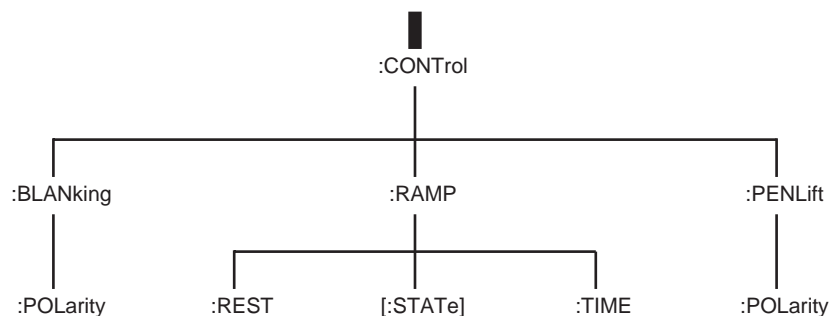 :CONTrol
:BLANking :RAMP :PENLift
:POLarity :REST [:STATe] :TIME :POLarity